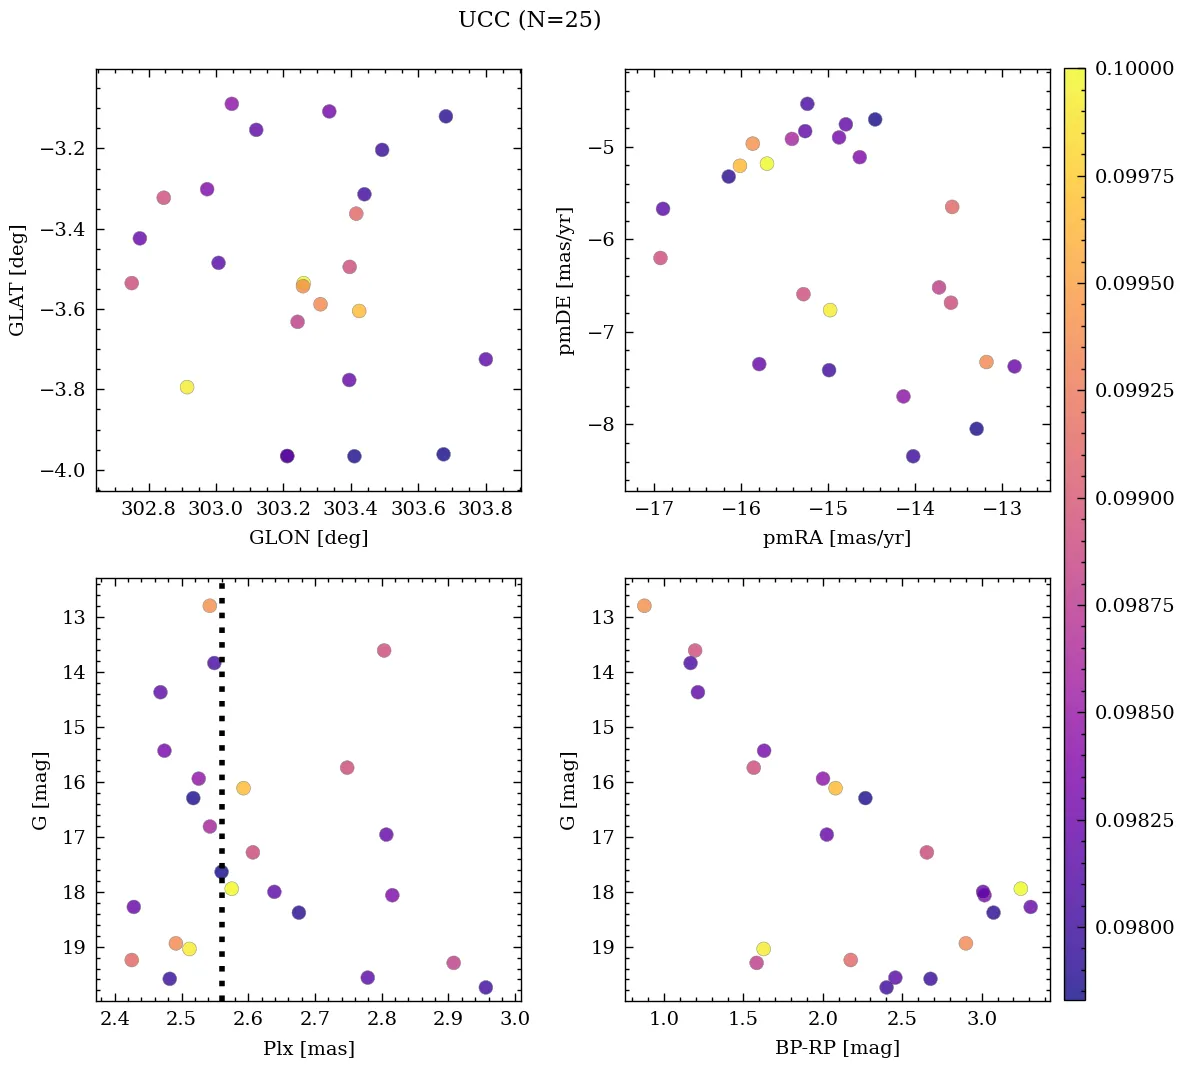 UCC (N=25)
−3.2
−3.4
−3.6
−3.8
−4.0
GLAT [deg]
302.8 303.0 303.2 303.4 303.6 303.8
GLON [deg]
−5
−6
−7
−8
pmDE [mas/yr]
−17 −16 −15 −14 −13
pmRA [mas/yr]
13
14
15
16
17
18
19
G [mag]
2.4 2.5 2.6 2.7 2.8 2.9 3.0
Plx [mas]
13
14
15
16
17
18
19
G [mag]
1.0 1.5 2.0 2.5 3.0
BP-RP [mag]
0.10000
0.09975
0.09950
0.09925
0.09900
0.09875
0.09850
0.09825
0.09800